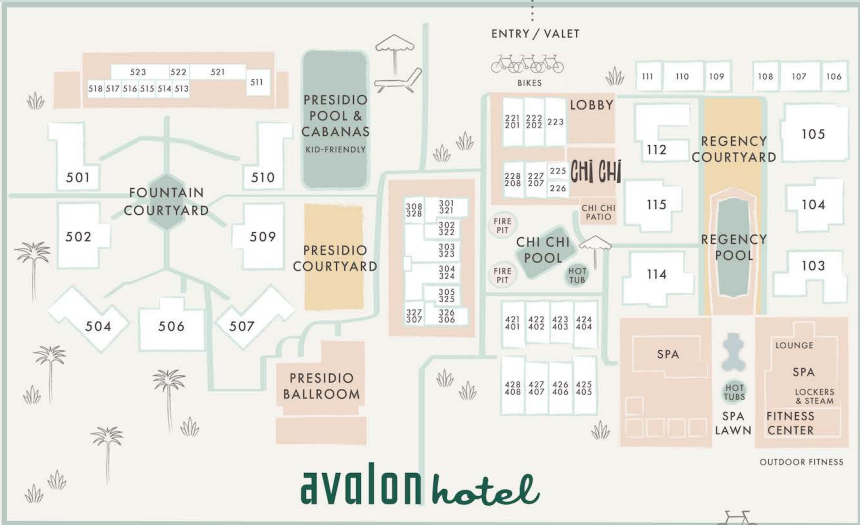 ENTRY / VALET
BIKES
523 522 521 511
518 517 516 515 514 513
501
510
FOUNTAIN
COURTYARD
502
509
504
506
507
PRESIDIO
POOL &
CABANAS
KID-FRIENDLY
PRESIDIO
COURTYARD
PRESIDIO
BALLROOM
308
328
301
321
302
322
303
323
304
324
305
325
327
307
326
306
LOBBY
221
201
222
202
223
228
208
227
207
225
226
CHI CHI
CHI CHI
PATIO
FIRE
PIT
CHI CHI
POOL
FIRE
PIT
HOT
TUB
421
401
422
402
423
403
424
404
428
408
427
407
426
406
425
405
111 110 109
108 107 106
112
REGENCY
COURTYARD
105
115
104
REGENCY
POOL
114
103
SPA
HOT
TUBS
SPA
LAWN
LOUNGE
SPA
LOCKERS
& STEAM
FITNESS
CENTER
OUTDOOR FITNESS
avalon hotel